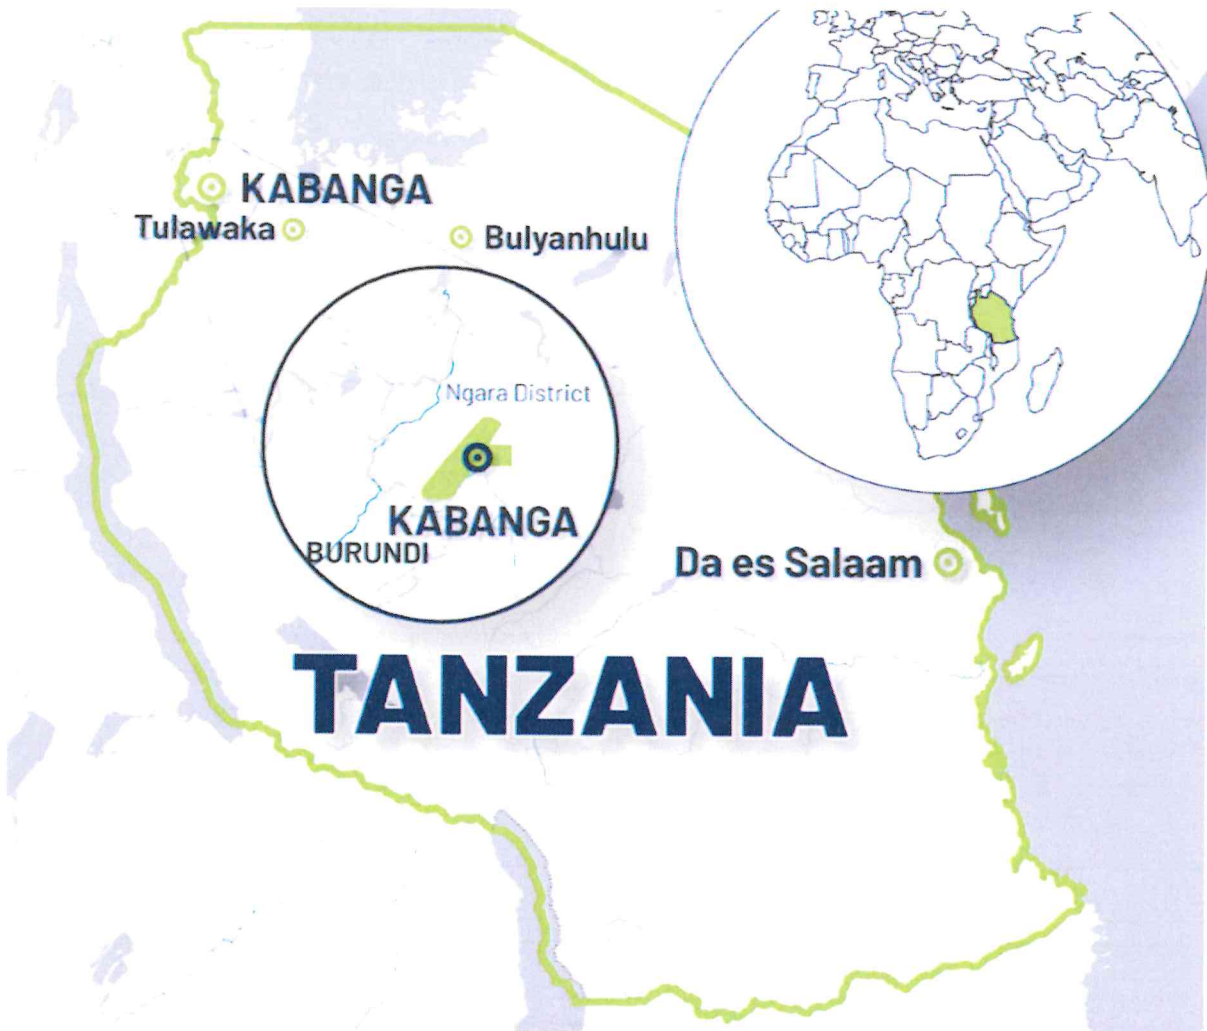 KABANGA
Tulawaka
Bulyanhulu
Ngara District
KABANGA
BURUNDI
Da es Salaam
TANZANIA